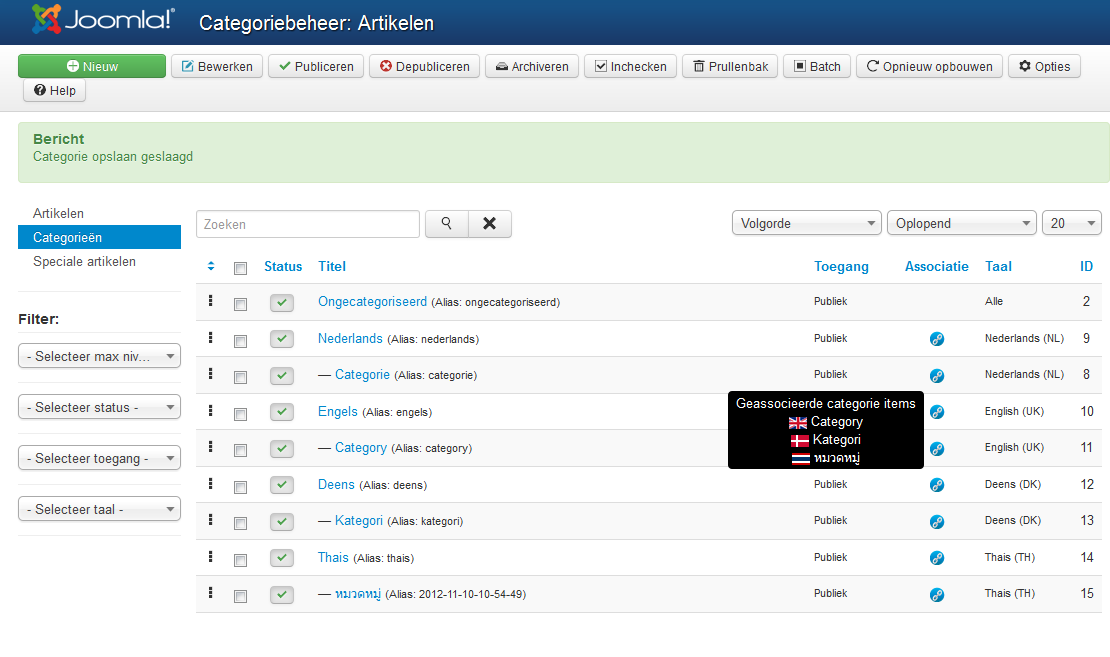 Joomla!® Categoriebeheer: Artikelen
Nieuw Bewerken Publiceren Depubliceren Archiveren Inchecken Prullenbak Batch Opnieuw opbouwen Opties
Help
Bericht
Categorie opslaan geslaagd
Artikelen
Categorieën
Speciale artikelen
Filter:
- Selecteer max niv...
- Selecteer status -
- Selecteer toegang -
- Selecteer taal -
Zoeken Volgorde Oplopend 20
Status Titel Toegang Associatie Taal ID
Ongecategoriseerd (Alias: ongecategoriseerd) Publiek Alle 2
Nederlands (Alias: nederlands) Publiek Nederlands (NL) 9
— Categorie (Alias: categorie) Publiek Nederlands (NL) 8
Engels (Alias: engels) English (UK) 10
— Category (Alias: category) English (UK) 11
Geassocieerde categorie items
Category
Kategori
หมวดหมู่
Deens (Alias: deens) Publiek Deens (DK) 12
— Kategori (Alias: kategori) Publiek Deens (DK) 13
Thais (Alias: thais) Publiek Thais (TH) 14
— หมวดหมู่ (Alias: 2012-11-10-10-54-49) Publiek Thais (TH) 15